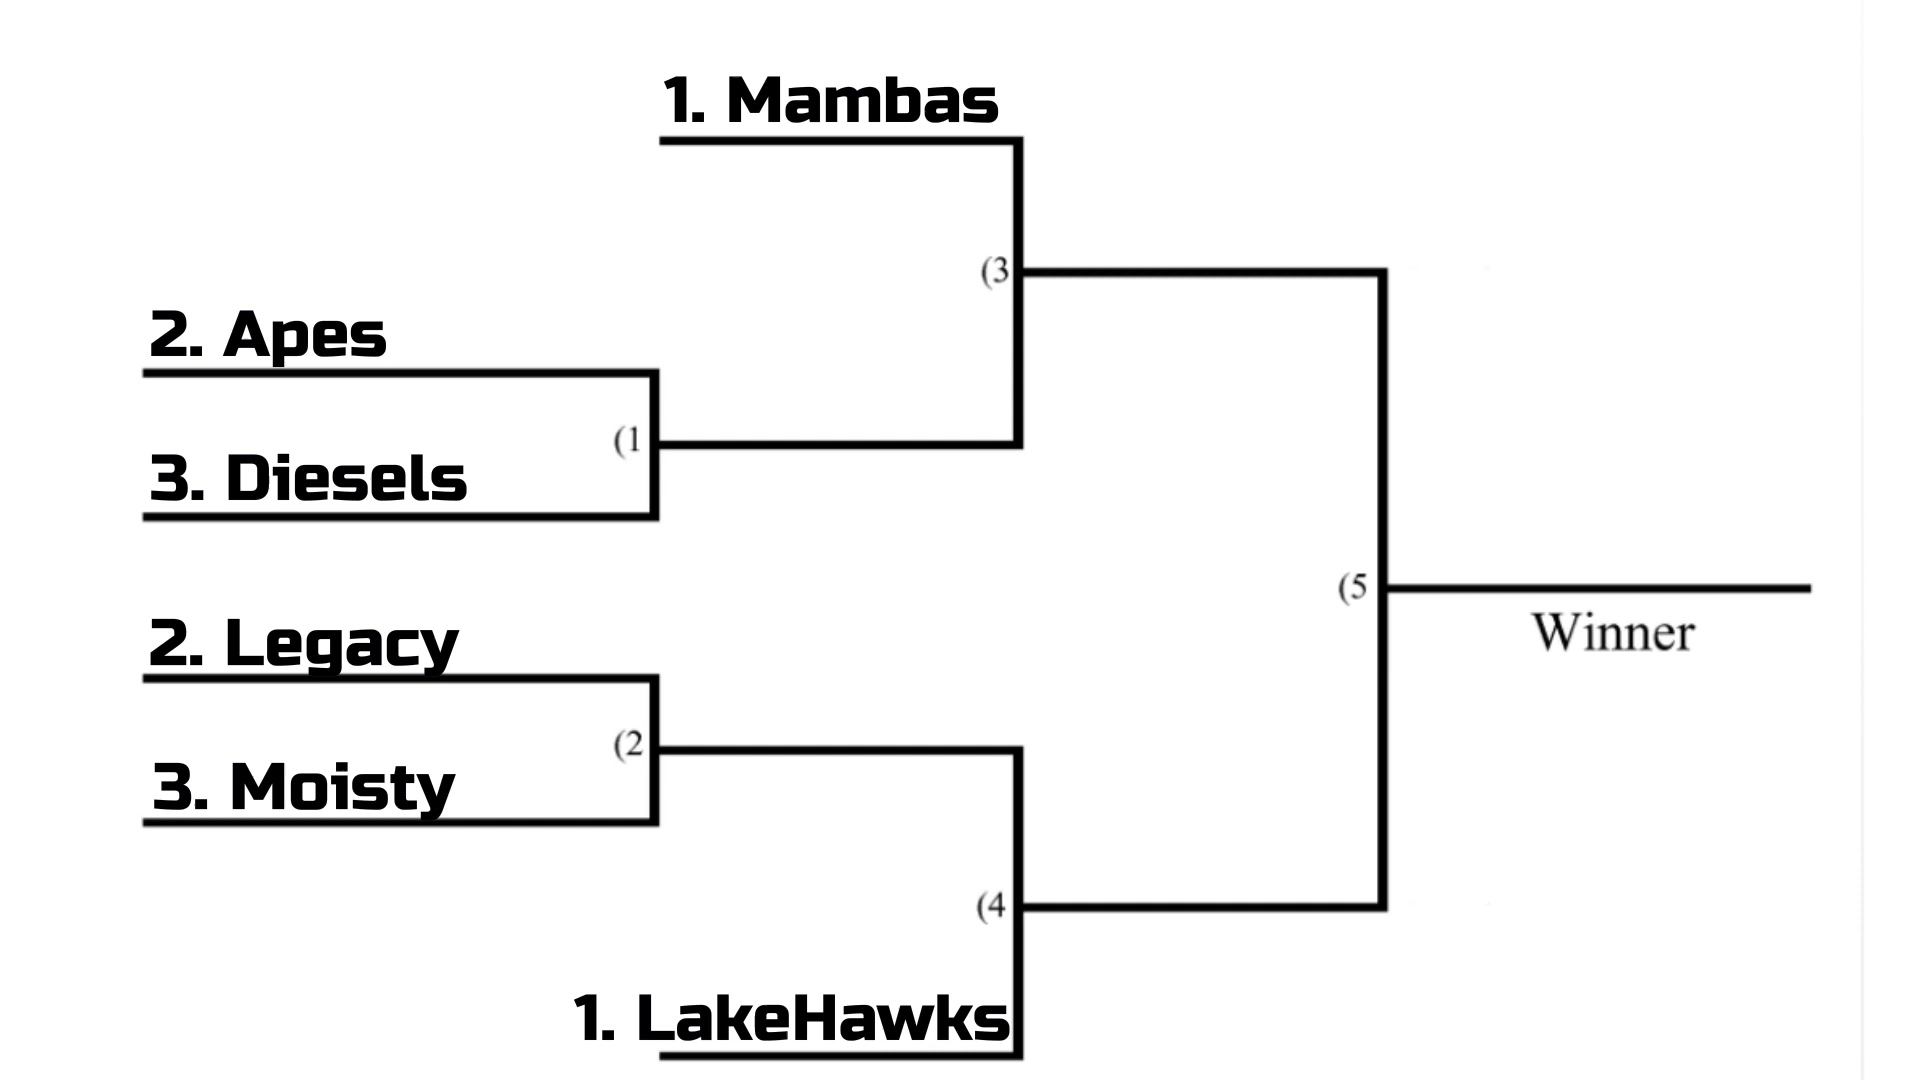 1. Mambas
(3
2. Apes
(1
3. Diesels
(5
2. Legacy
Winner
(2
3. Moisty
(4
1. LakeHawks